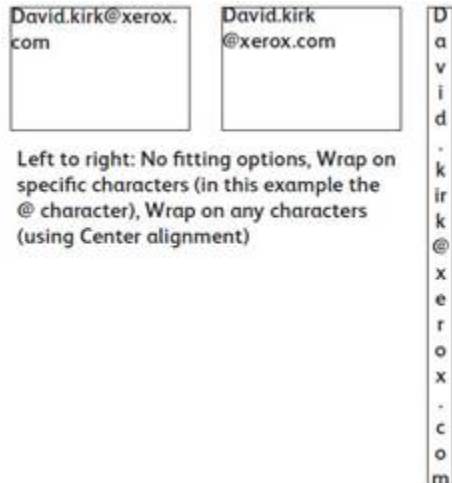 David.kirk@xerox.
com
David.kirk
@xerox.com
Left to right: No fitting options, Wrap on
specific characters (in this example the
@ character), Wrap on any characters
(using Center alignment)
D
a
v
i
d
.
k
ir
k
@
x
e
r
o
x
.
c
o
m